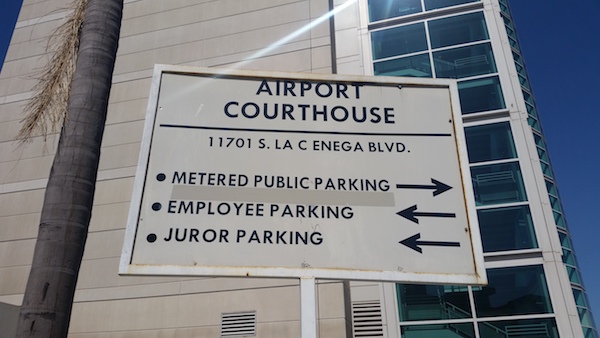 AIRPORT
COURTHOUSE
11701 S. LA C ENEGA BLVD.
• METERED PUBLIC PARKING →
• EMPLOYEE PARKING ←
• JUROR PARKING ←